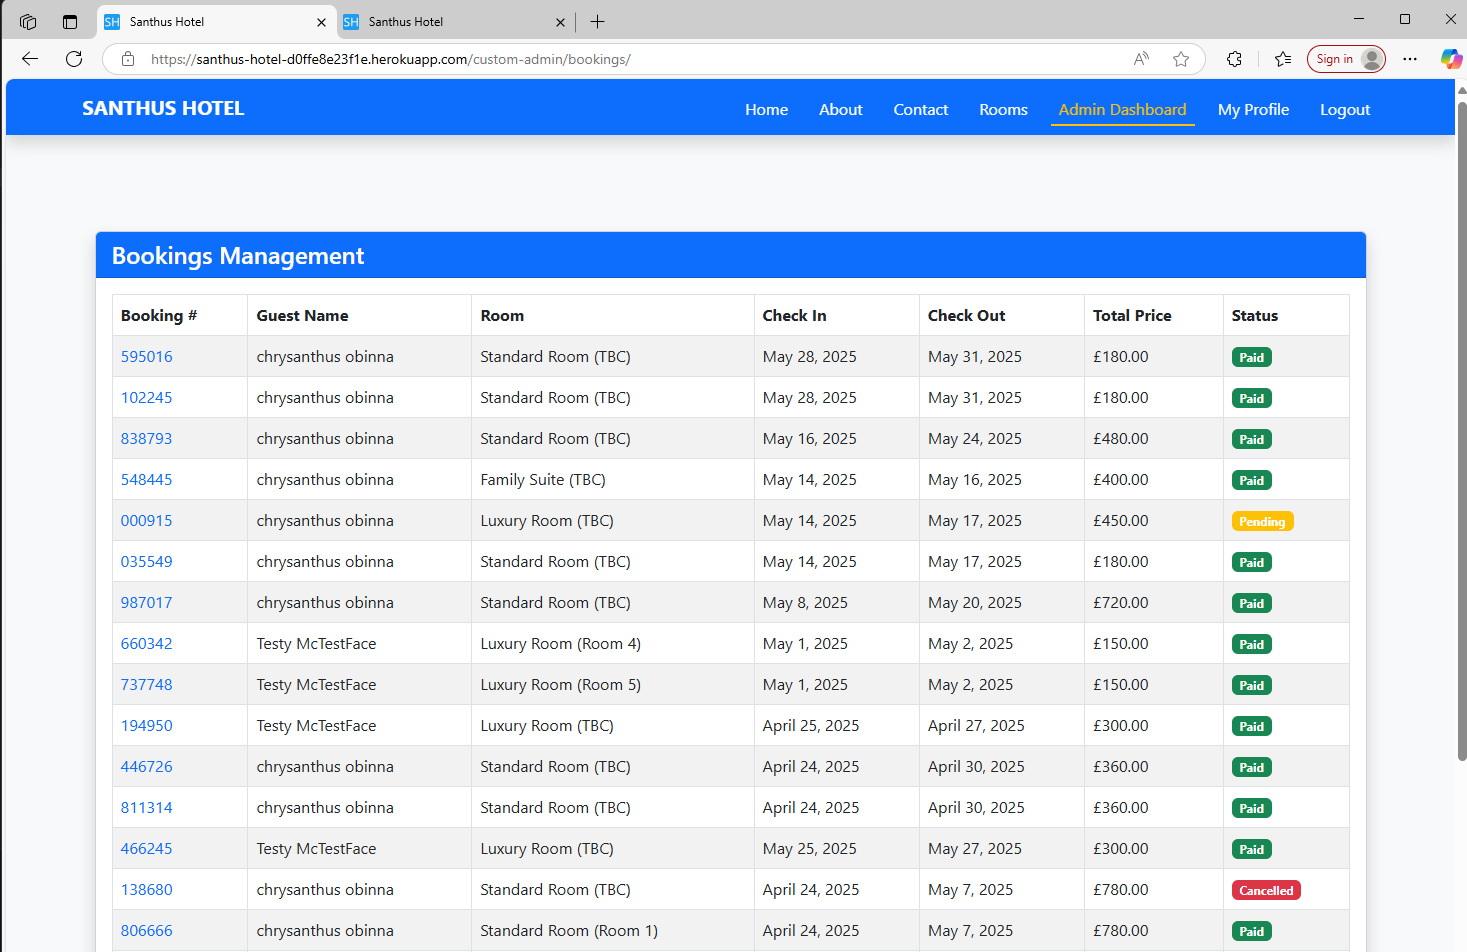 SH Santhus Hotel
SH Santhus Hotel
https://santhus-hotel-d0ffe8e23f1e.herokuapp.com/custom-admin/bookings/
Sign in
SANTHUS HOTEL Home About Contact Rooms Admin Dashboard My Profile Logout
Bookings Management
Booking # Guest Name Room Check In Check Out Total Price Status
595016 chrysanthus obinna Standard Room (TBC) May 28, 2025 May 31, 2025 £180.00 Paid
102245 chrysanthus obinna Standard Room (TBC) May 28, 2025 May 31, 2025 £180.00 Paid
838793 chrysanthus obinna Standard Room (TBC) May 16, 2025 May 24, 2025 £480.00 Paid
548445 chrysanthus obinna Family Suite (TBC) May 14, 2025 May 16, 2025 £400.00 Paid
000915 chrysanthus obinna Luxury Room (TBC) May 14, 2025 May 17, 2025 £450.00 Pending
035549 chrysanthus obinna Standard Room (TBC) May 14, 2025 May 17, 2025 £180.00 Paid
987017 chrysanthus obinna Standard Room (TBC) May 8, 2025 May 20, 2025 £720.00 Paid
660342 Testy McTestFace Luxury Room (Room 4) May 1, 2025 May 2, 2025 £150.00 Paid
737748 Testy McTestFace Luxury Room (Room 5) May 1, 2025 May 2, 2025 £150.00 Paid
194950 Testy McTestFace Luxury Room (TBC) April 25, 2025 April 27, 2025 £300.00 Paid
446726 chrysanthus obinna Standard Room (TBC) April 24, 2025 April 30, 2025 £360.00 Paid
811314 chrysanthus obinna Standard Room (TBC) April 24, 2025 April 30, 2025 £360.00 Paid
466245 Testy McTestFace Luxury Room (TBC) May 25, 2025 May 27, 2025 £300.00 Paid
138680 chrysanthus obinna Standard Room (TBC) April 24, 2025 May 7, 2025 £780.00 Cancelled
806666 chrysanthus obinna Standard Room (Room 1) April 24, 2025 May 7, 2025 £780.00 Paid